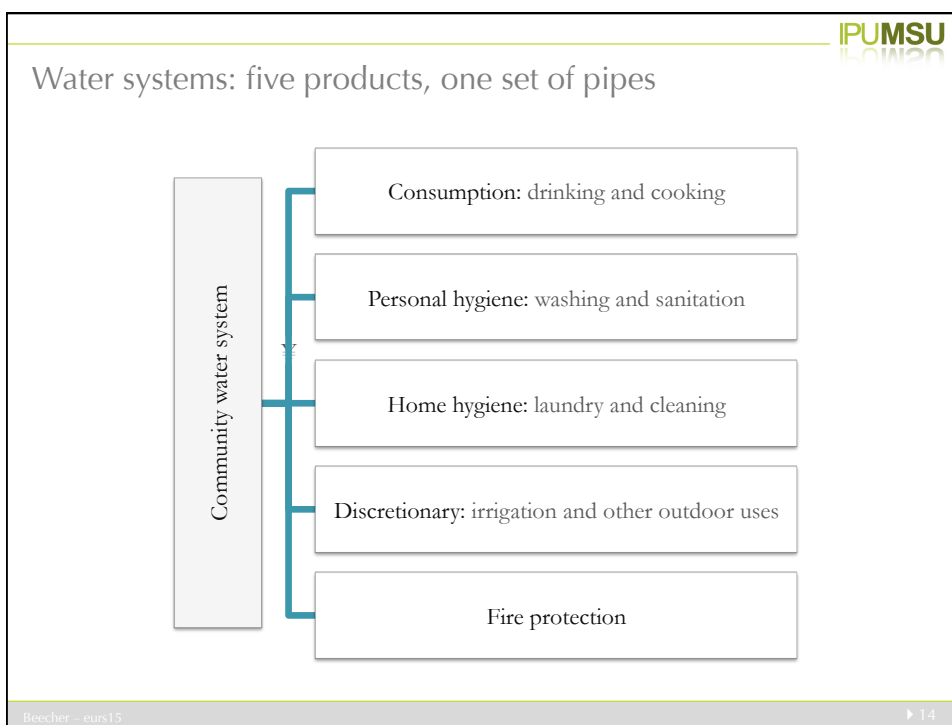 IPUMSU
Water systems: five products, one set of pipes
Community water system
¥
Consumption: drinking and cooking
Personal hygiene: washing and sanitation
Home hygiene: laundry and cleaning
Discretionary: irrigation and other outdoor uses
Fire protection
Beecher – eurs15
14